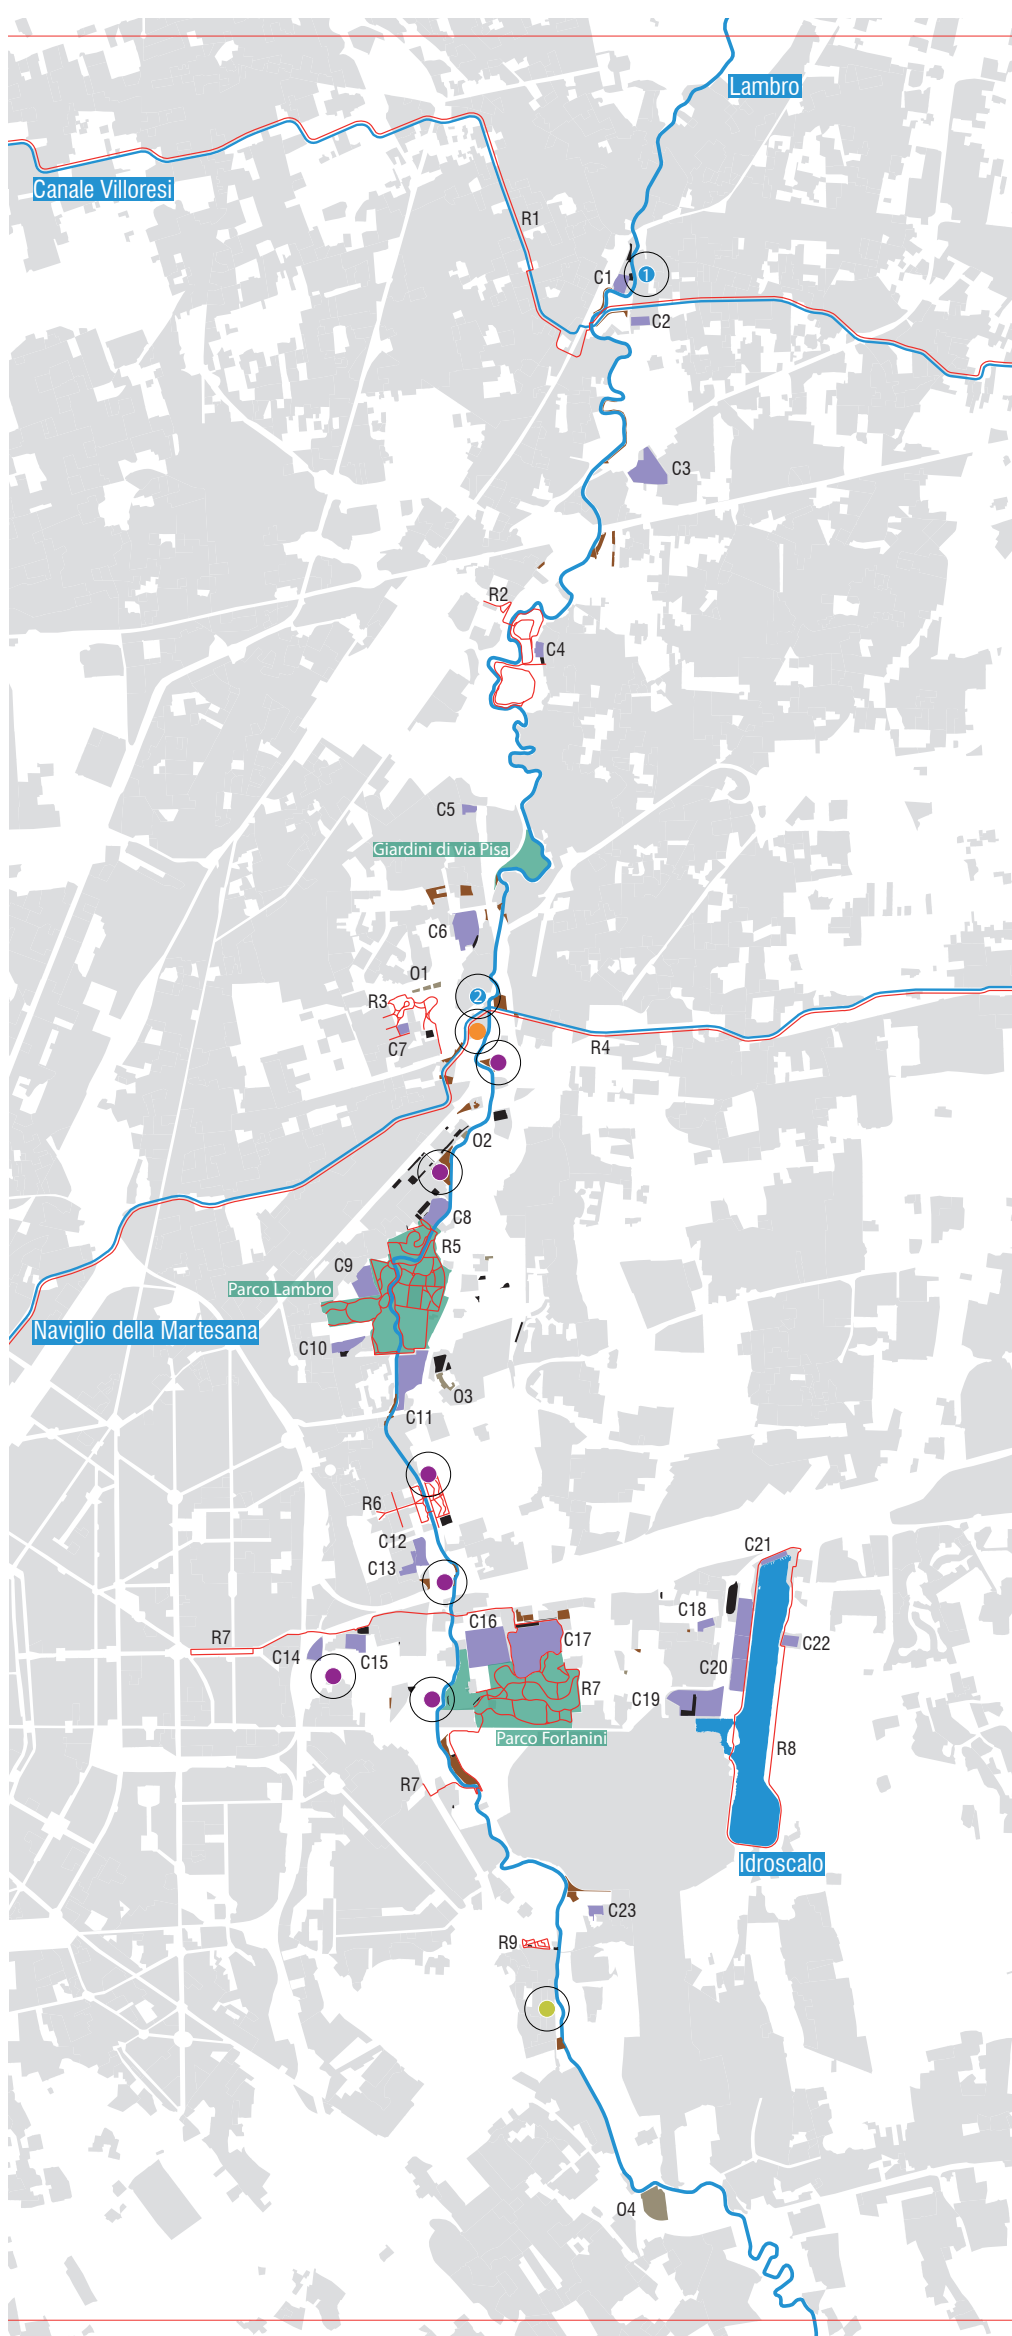 Lambro
Canale Villoresi
R1
C1
1
C2
C3
R2
C4
C5
Giardini di via Pisa
C6
O1
R3
2
C7
R4
O2
C8
R5
C9
Parco Lambro
Naviglio della Martesana
C10
O3
C11
R6
C12
C13
C21
C18
C16
R7
C17
C22
C14
C15
C20
R7
C19
Parco Forlanini
R8
R7
Idroscalo
C23
R9
O4